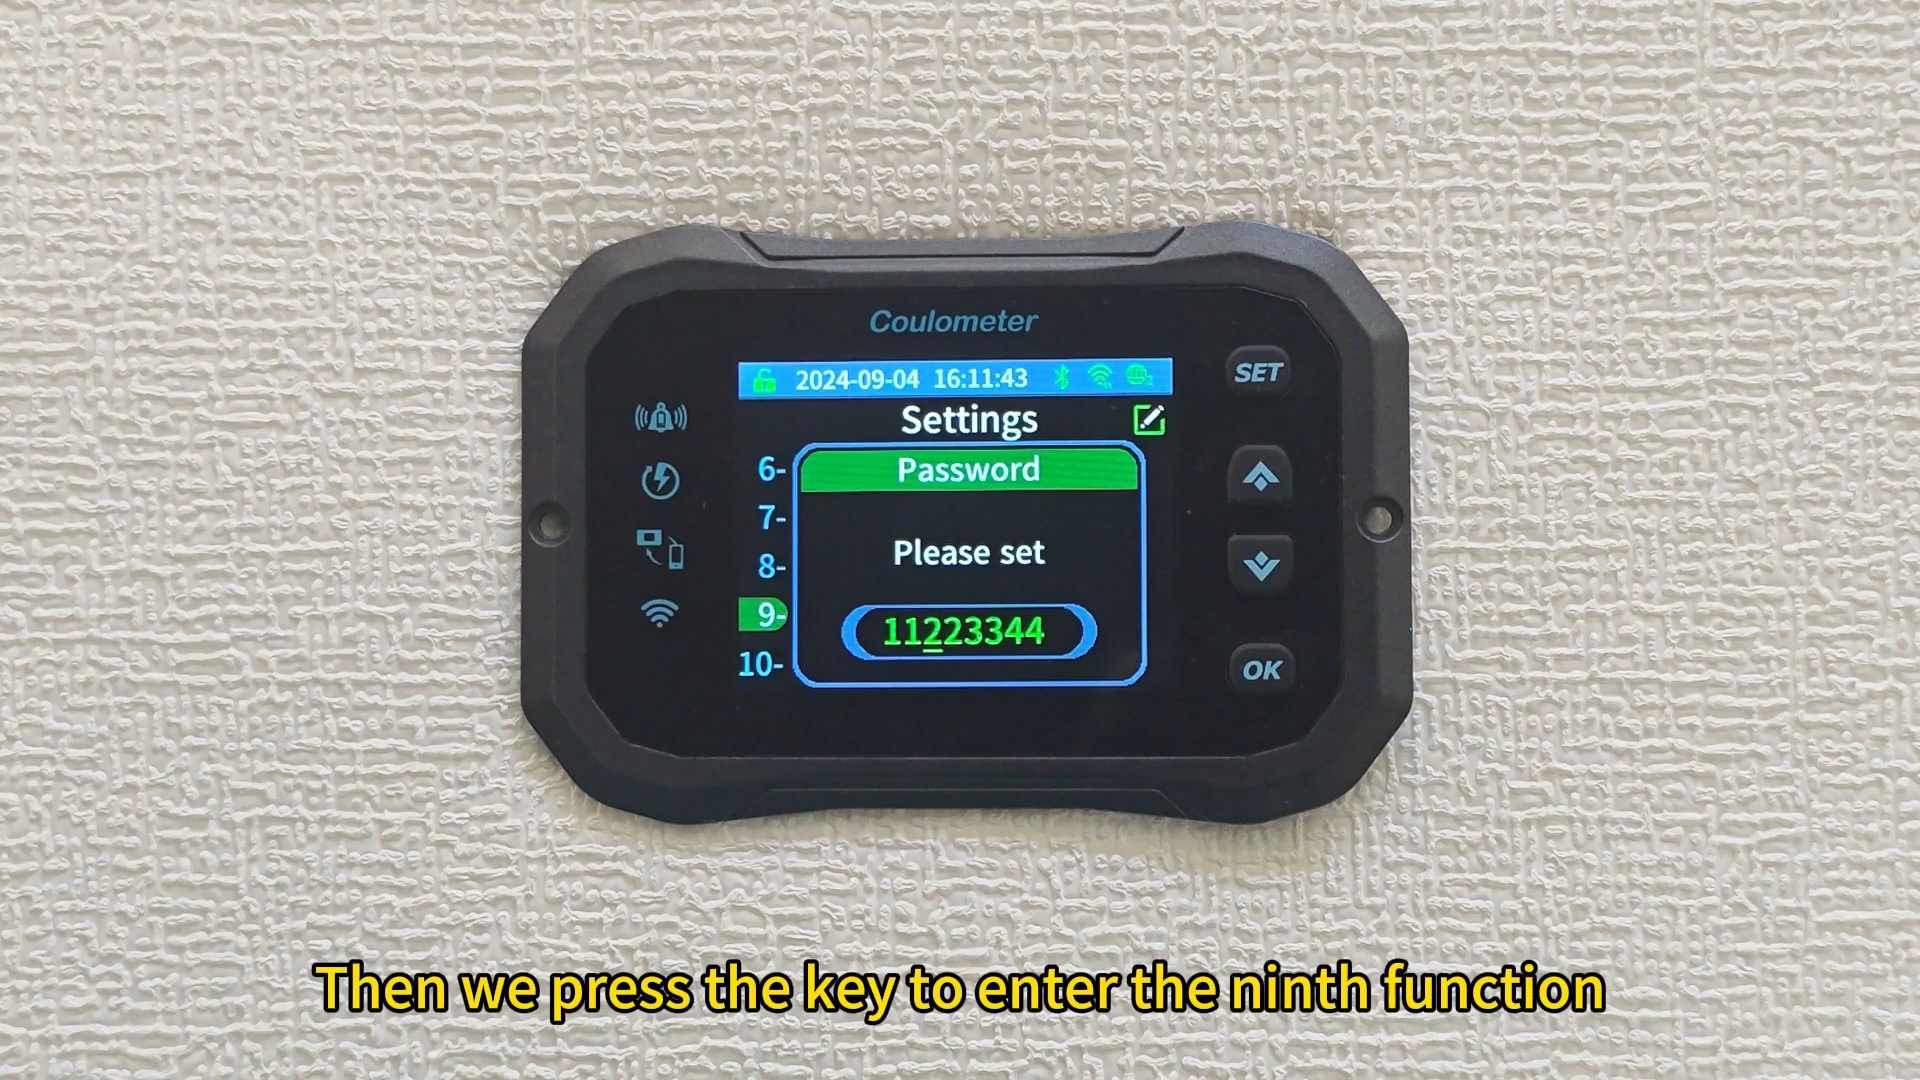 Coulometer
2024-09-04 16:11:43
SET
Settings
6-
Password
7-
Please set
8-
9-
11223344
10-
OK
Then we press the key to enter the ninth function